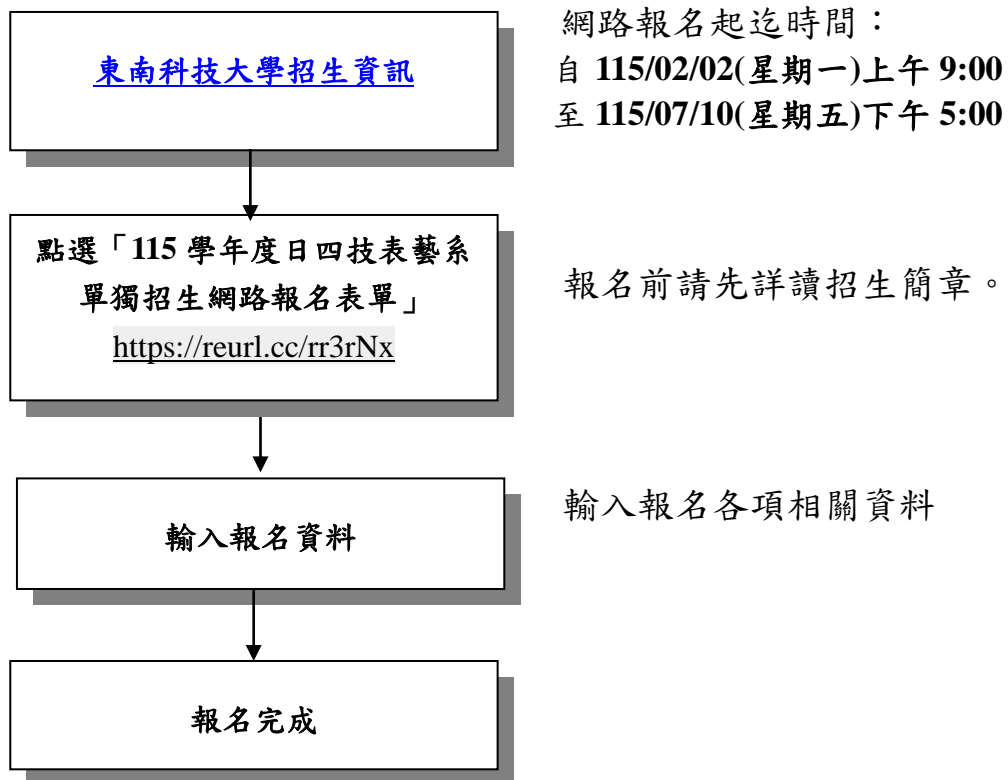 東南科技大學招生資訊
網路報名起迄時間：
自 115/02/02(星期一)上午 9:00
至 115/07/10(星期五)下午 5:00
點選「115 學年度日四技表藝系
單獨招生網路報名表單」
https://reurl.cc/rr3rNx
報名前請先詳讀招生簡章。
輸入報名資料
輸入報名各項相關資料
報名完成